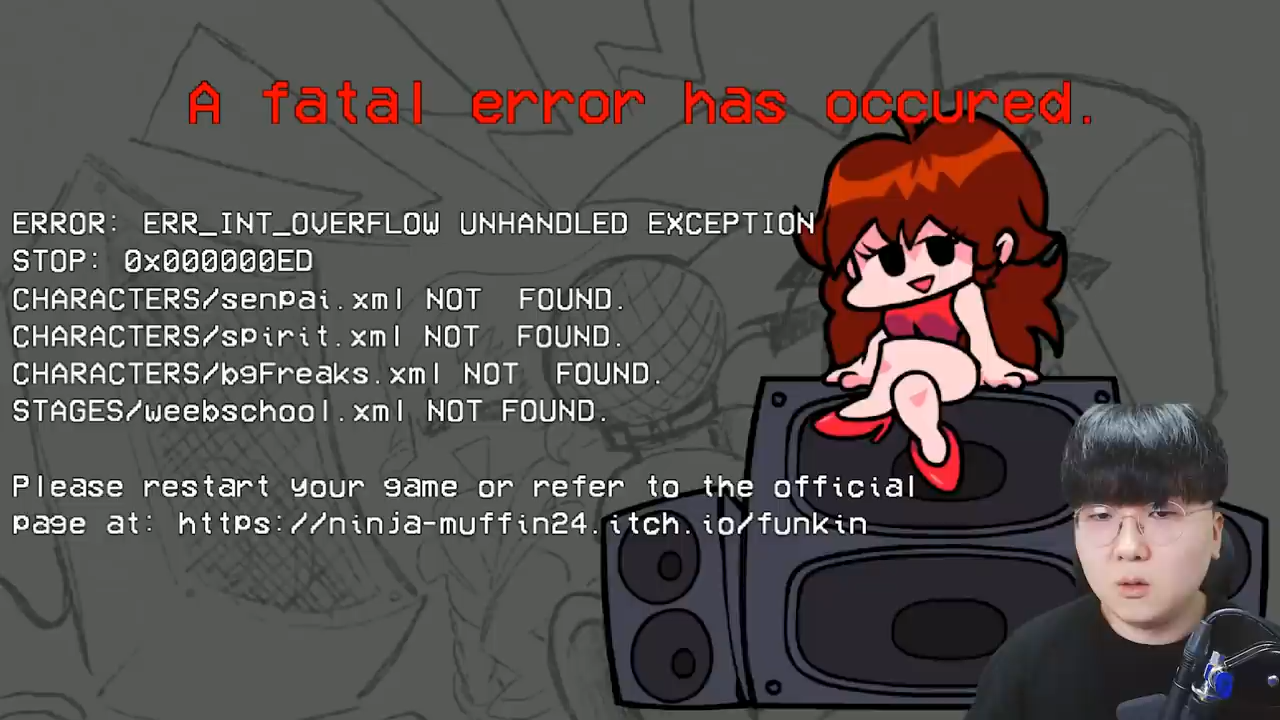 A fatal error has occured.
ERROR: ERR_INT_OVERFLOW UNHANDLED EXCEPTION
STOP: 0x000000ED
CHARACTERS/senpai.xml NOT FOUND.
CHARACTERS/spirit.xml NOT FOUND.
CHARACTERS/bgFreaks.xml NOT FOUND.
STAGES/weebschool.xml NOT FOUND.
Please restart your game or refer to the official
page at: https://ninja-muffin24.itch.io/funkin